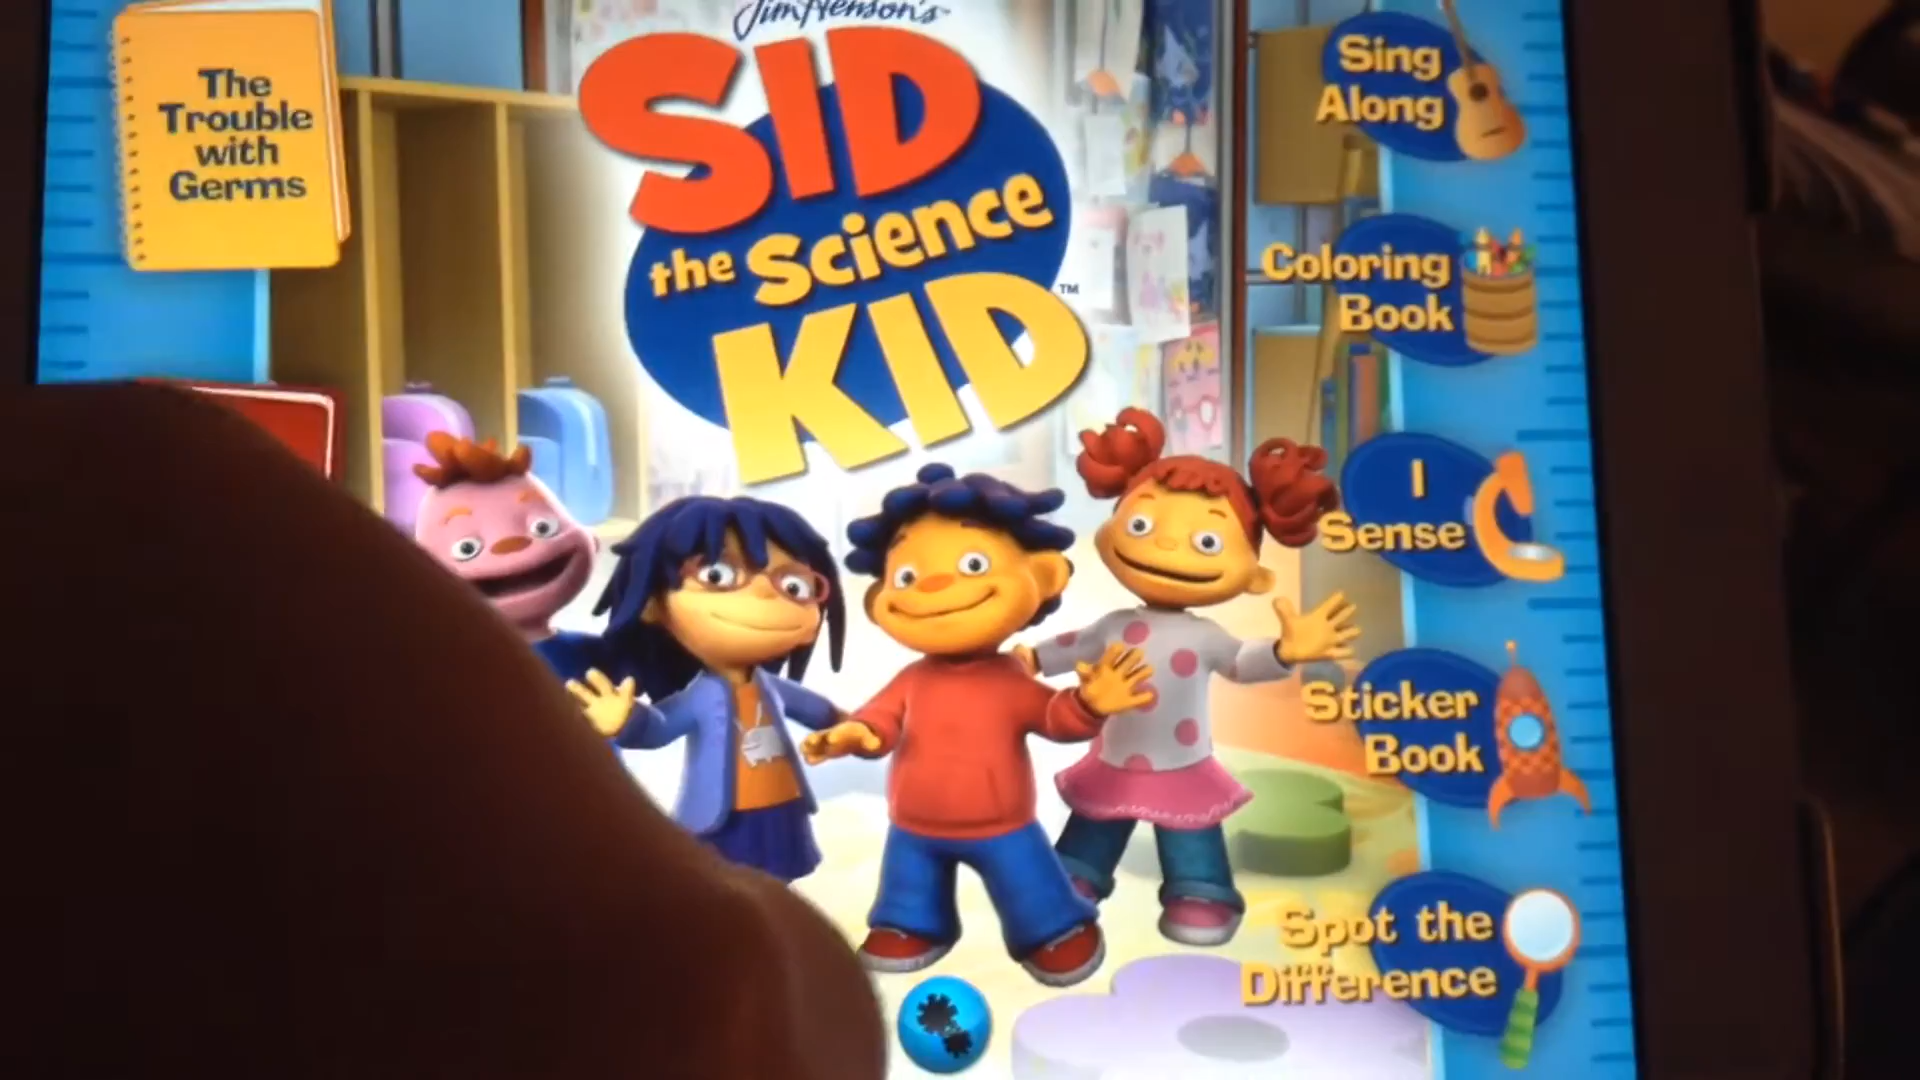 The
Trouble
with
Germs
Jim Henson's
SID
the Science
KID™
Sing
Along
Coloring
Book
I
Sense
Sticker
Book
Spot the
Difference